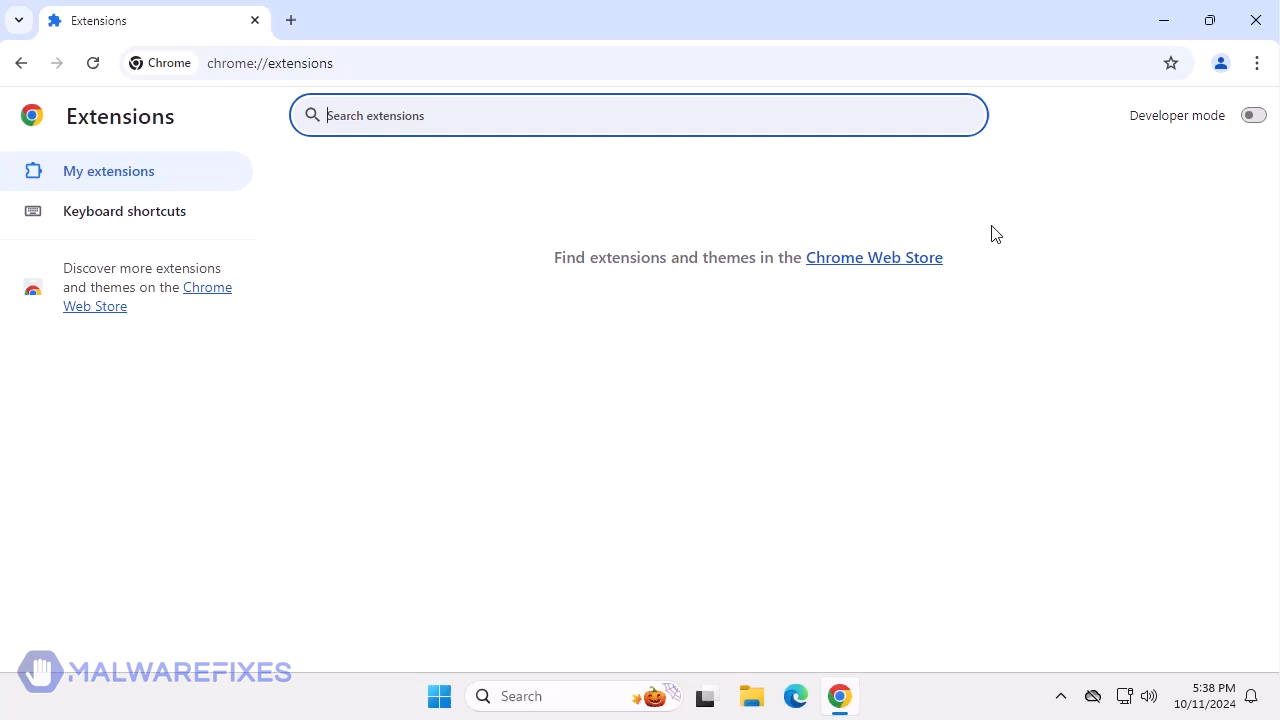 Extensions
Chrome
chrome://extensions
Extensions
Search extensions
Developer mode
My extensions
Keyboard shortcuts
Discover more extensions
and themes on the Chrome
Web Store
Find extensions and themes in the Chrome Web Store
MALWAREFIXES
Search
5:38 PM
10/11/2024